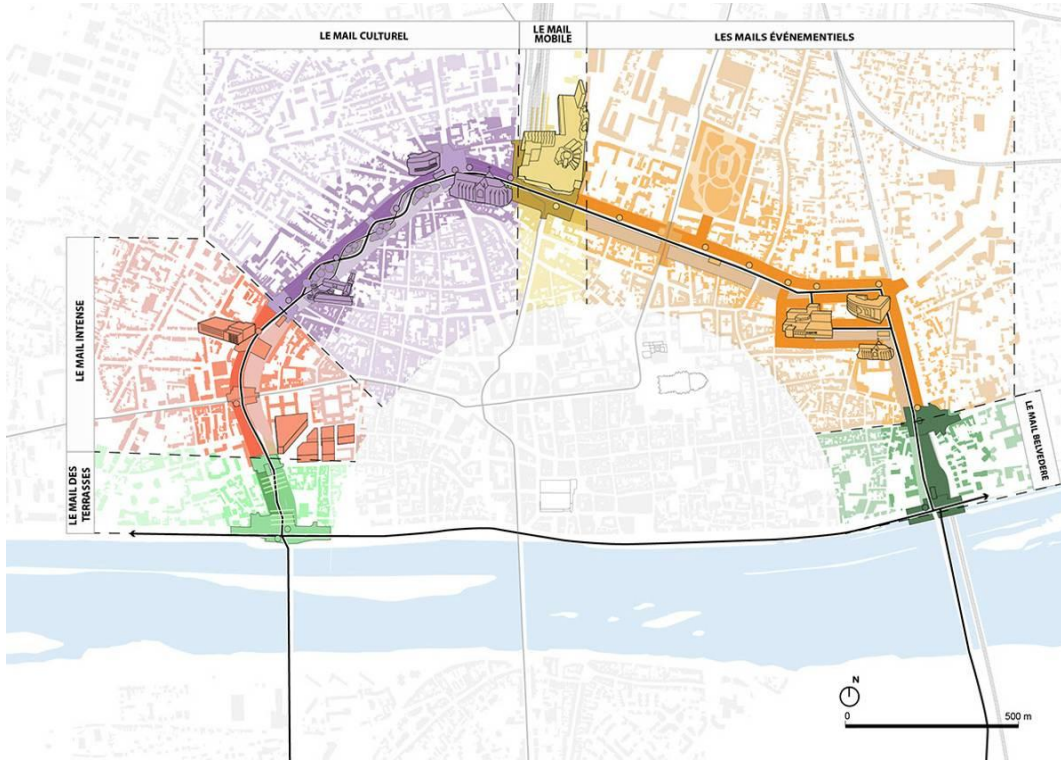 LE MAIL CULTUREL
LE MAIL
MOBILE
LES MAILS ÉVÉNEMENTIELS
LE MAIL INTENSE
LE MAIL DES
TERRASSES
LE MAIL BELVEDERE
N
0
500 m